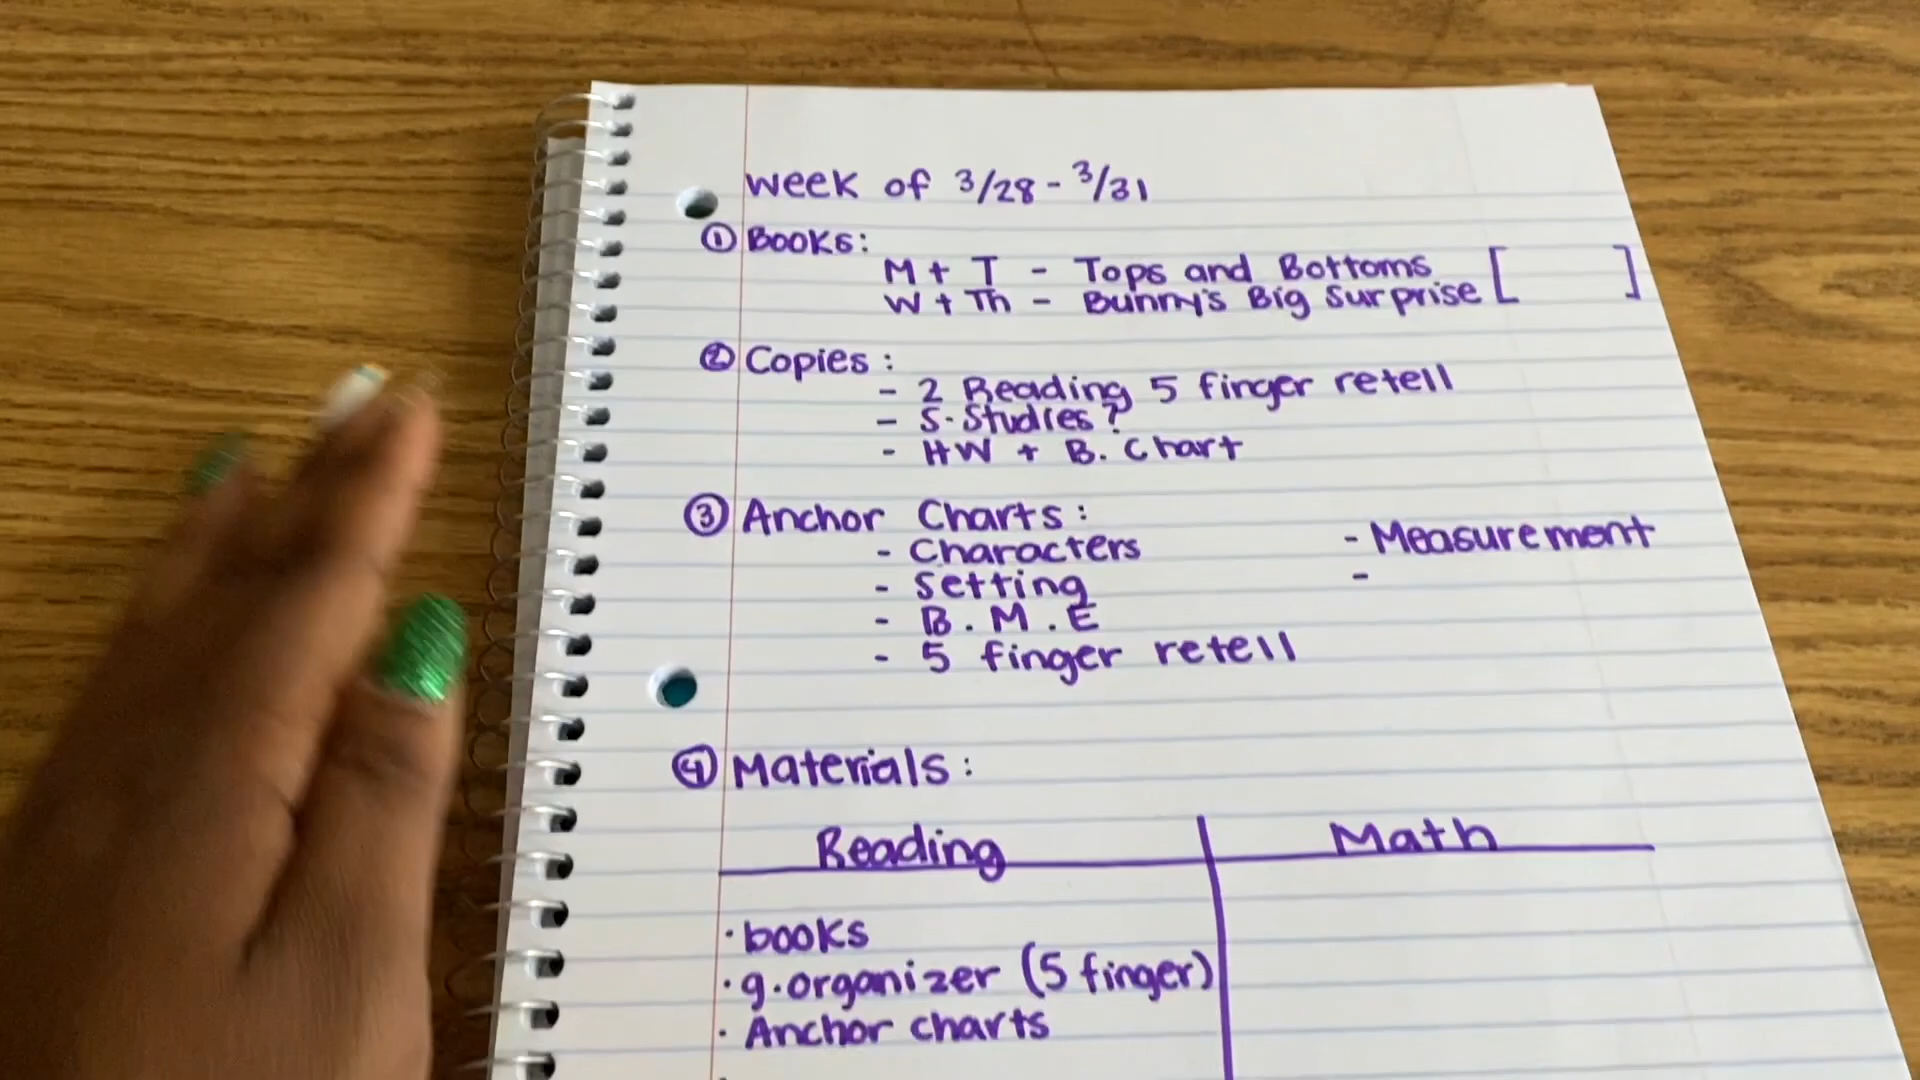 week of 3/28 - 3/31
① Books:
M + T - Tops and Bottoms [ ]
W + Th - Bunny's Big Surprise
② Copies:
- 2 Reading 5 finger retell
- S. Studies?
- HW + B. Chart
③ Anchor Charts:
- Characters
- Setting
- B.M.E
- 5 finger retell
- Measurement
-
④ Materials:
Reading
Math
· books
· g.organizer (5 finger)
· Anchor charts